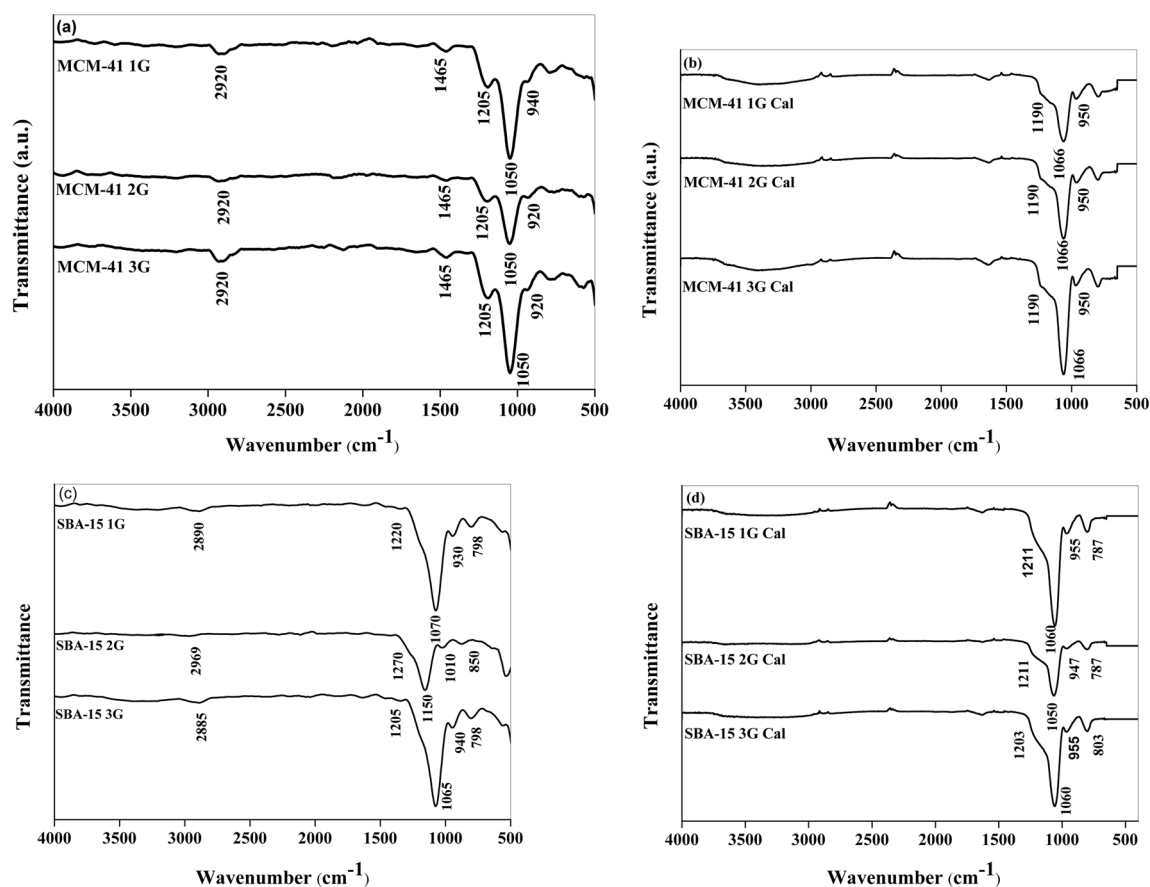 (a)
MCM-41 1G
2920
1465
1205
1050
940
MCM-41 2G
2920
1465
1205
1050
920
MCM-41 3G
2920
1465
1205
1050
920
Transmittance (a.u.)
4000 3500 3000 2500 2000 1500 1000 500
Wavenumber (cm-1)
(b)
MCM-41 1G Cal
1190
1066
950
MCM-41 2G Cal
1190
1066
950
MCM-41 3G Cal
1190
1066
950
Transmittance (a.u.)
4000 3500 3000 2500 2000 1500 1000 500
Wavenumber (cm-1)
(c)
SBA-15 1G
2890
1220
1070
930
798
SBA-15 2G
2969
1270
1150
1010
850
SBA-15 3G
2885
1205
1065
940
798
Transmittance
4000 3500 3000 2500 2000 1500 1000 500
Wavenumber (cm-1)
(d)
SBA-15 1G Cal
1211
1060
955
787
SBA-15 2G Cal
1211
1050
947
787
SBA-15 3G Cal
1203
1060
955
803
Transmittance
4000 3500 3000 2500 2000 1500 1000 500
Wavenumber (cm-1)